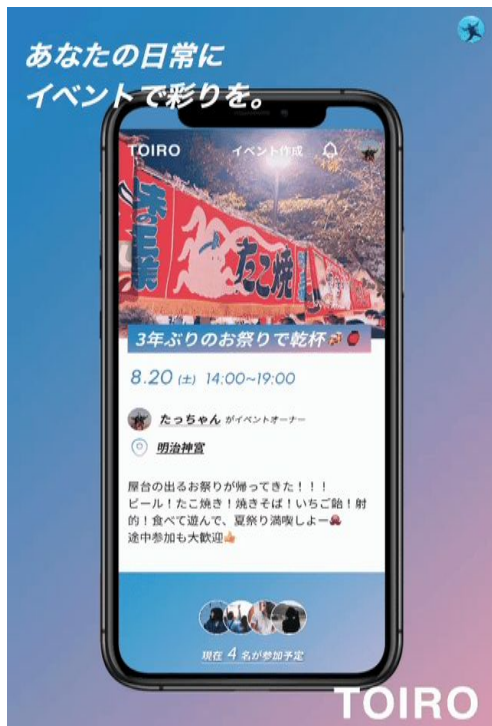 あなたの日常に
イベントで彩りを。
TOIRO イベント作成
たこ焼
3年ぶりのお祭りで乾杯
8.20 (土) 14:00~19:00
たっちゃん がイベントオーナー
明治神宮
屋台の出るお祭りが帰ってきた！！！
ビール！たこ焼き！焼きそば！いちご飴！射
的！食べて遊んで、夏祭り満喫しよー🐙
途中参加も大歓迎👍
現在 4 名が参加予定
TOIRO